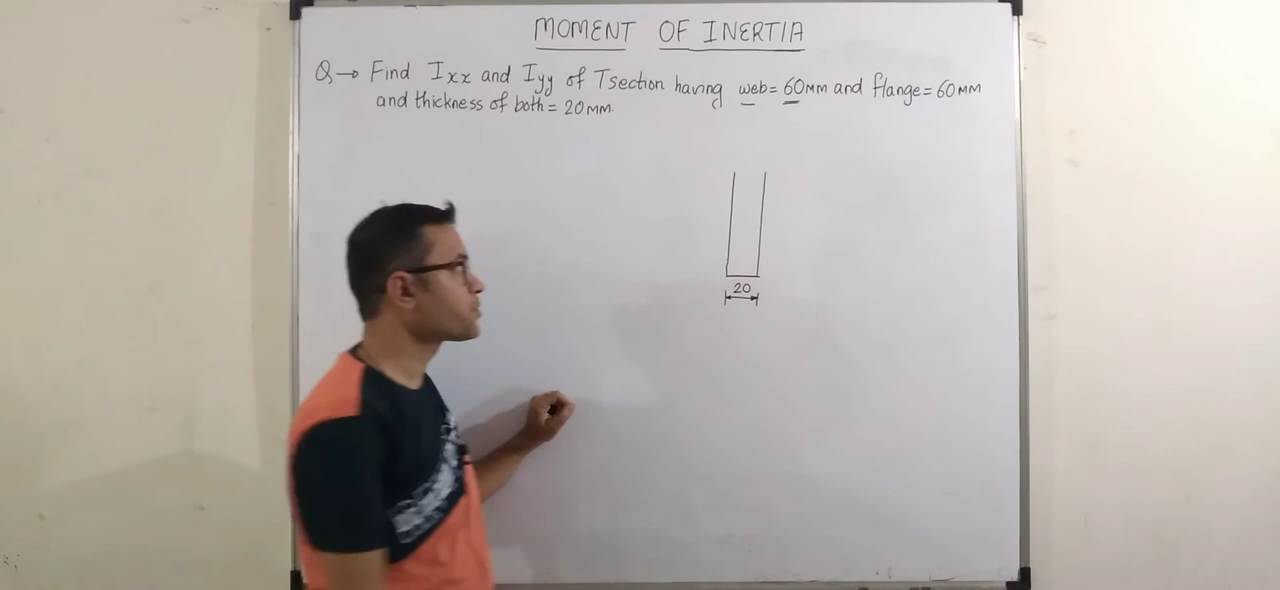 MOMENT OF INERTIA
Q→ Find Ixx and Iyy of T section having web= 60MM and flange=60MM
and thickness of both= 20MM.
20